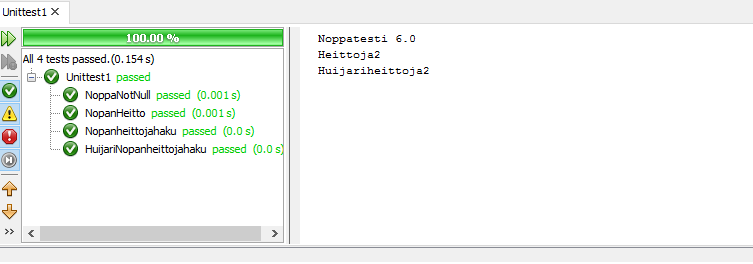 Unittest1
100.00 %
All 4 tests passed.(0.154 s)
Unittest1 passed
NoppaNotNull passed (0.001 s)
NopanHeitto passed (0.001 s)
Nopanheittojahaku passed (0.0 s)
HuijariNopanheittojahaku passed (0.0 s)
Noppatesti 6.0
Heittoja2
Huijariheittoja2